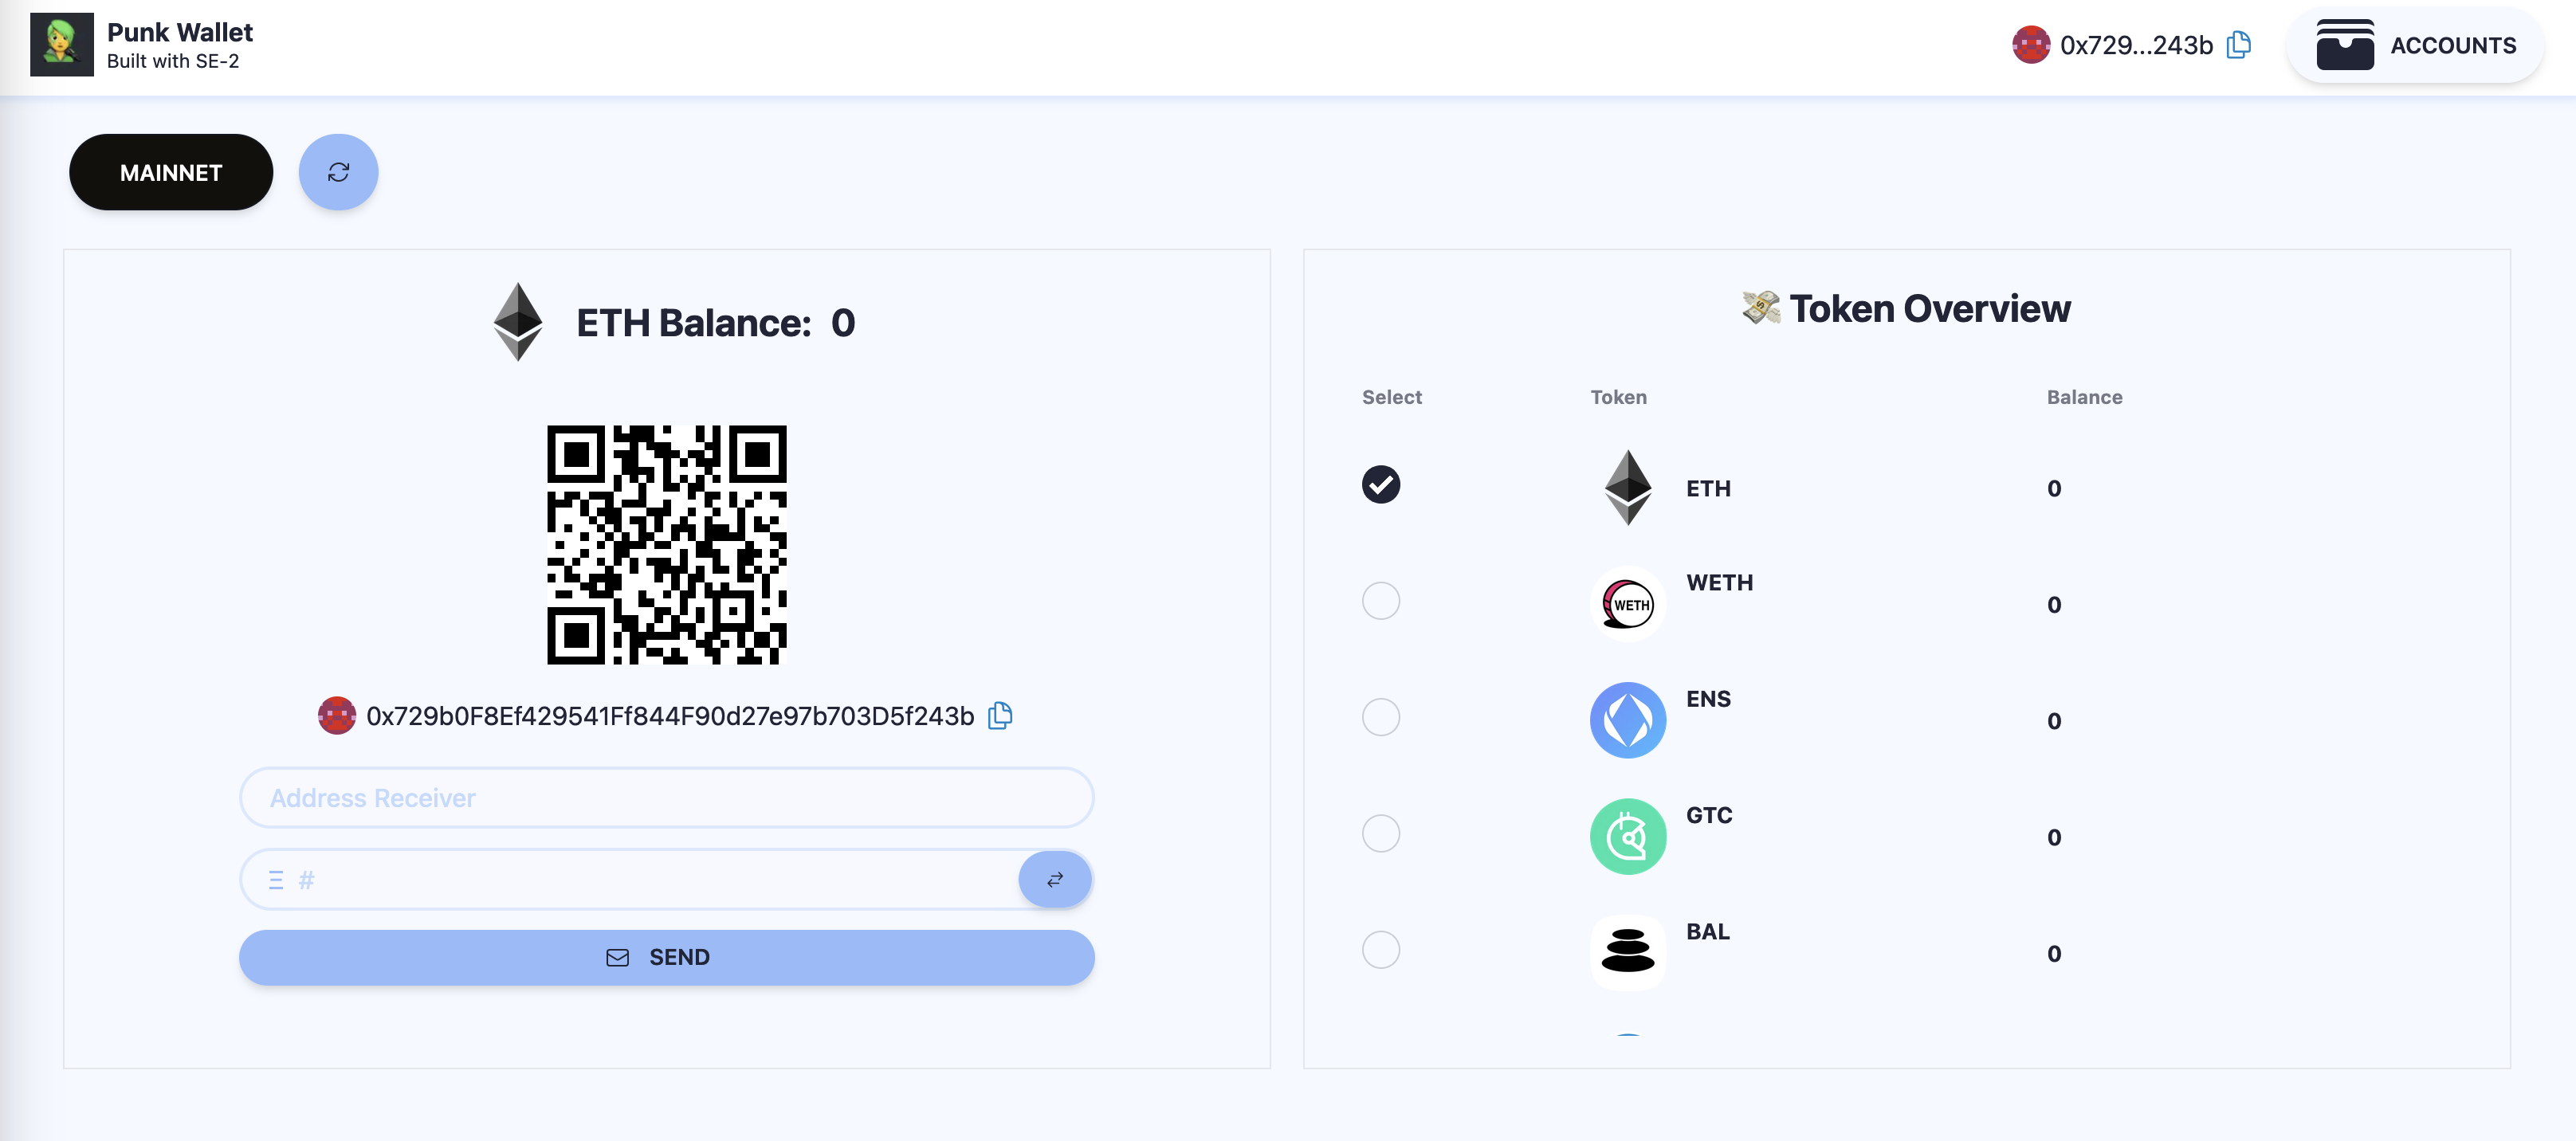 Punk Wallet
Built with SE-2
0x729...243b
ACCOUNTS
MAINNET
ETH Balance: 0
0x729b0F8Ef429541Ff844F90d27e97b703D5f243b
Address Receiver
Ξ #
SEND
Token Overview
Select Token Balance
ETH 0
WETH
WETH 0
ENS 0
GTC 0
BAL 0